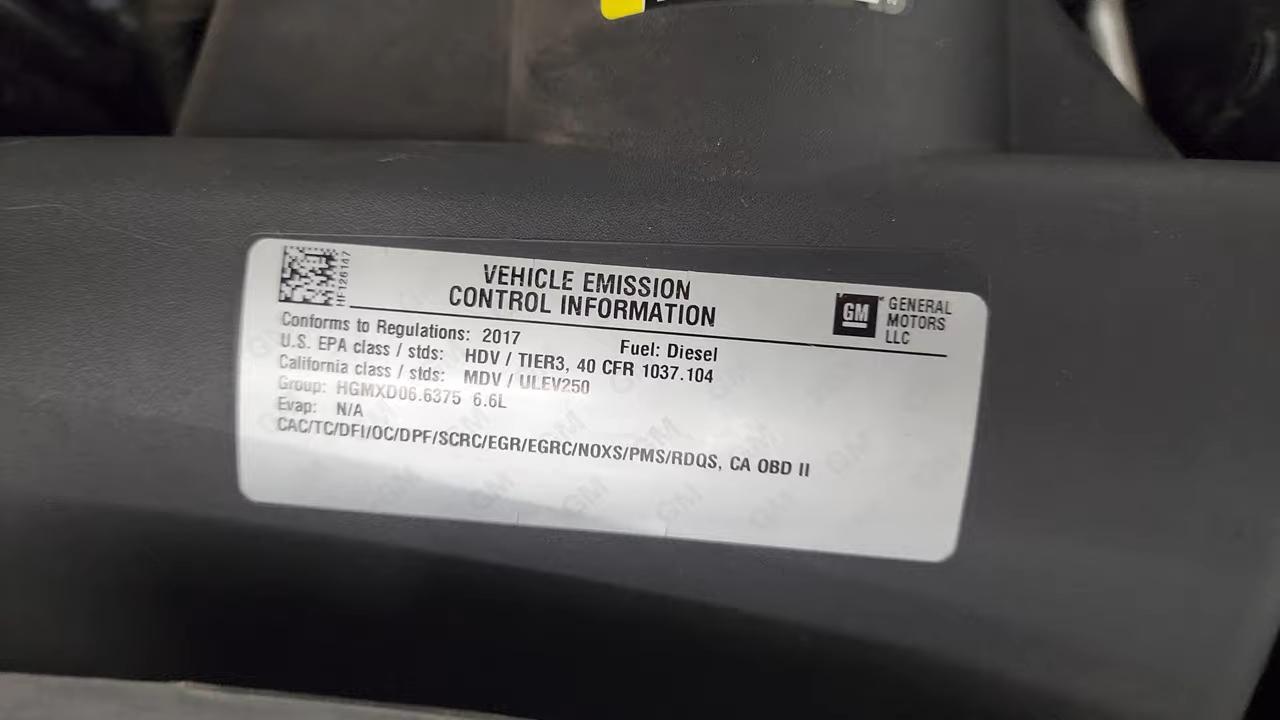 HF126147
VEHICLE EMISSION
CONTROL INFORMATION
GM
GENERAL
MOTORS
LLC
Conforms to Regulations: 2017 Fuel: Diesel
U.S. EPA class / stds: HDV / TIER3, 40 CFR 1037.104
California class / stds: MDV / ULEV250
Group: HGMXD06.6375 6.6L
Evap: N/A
CAC/TC/DFI/OC/DPF/SCRC/EGR/EGRC/NOXS/PMS/RDQS, CA OBD II